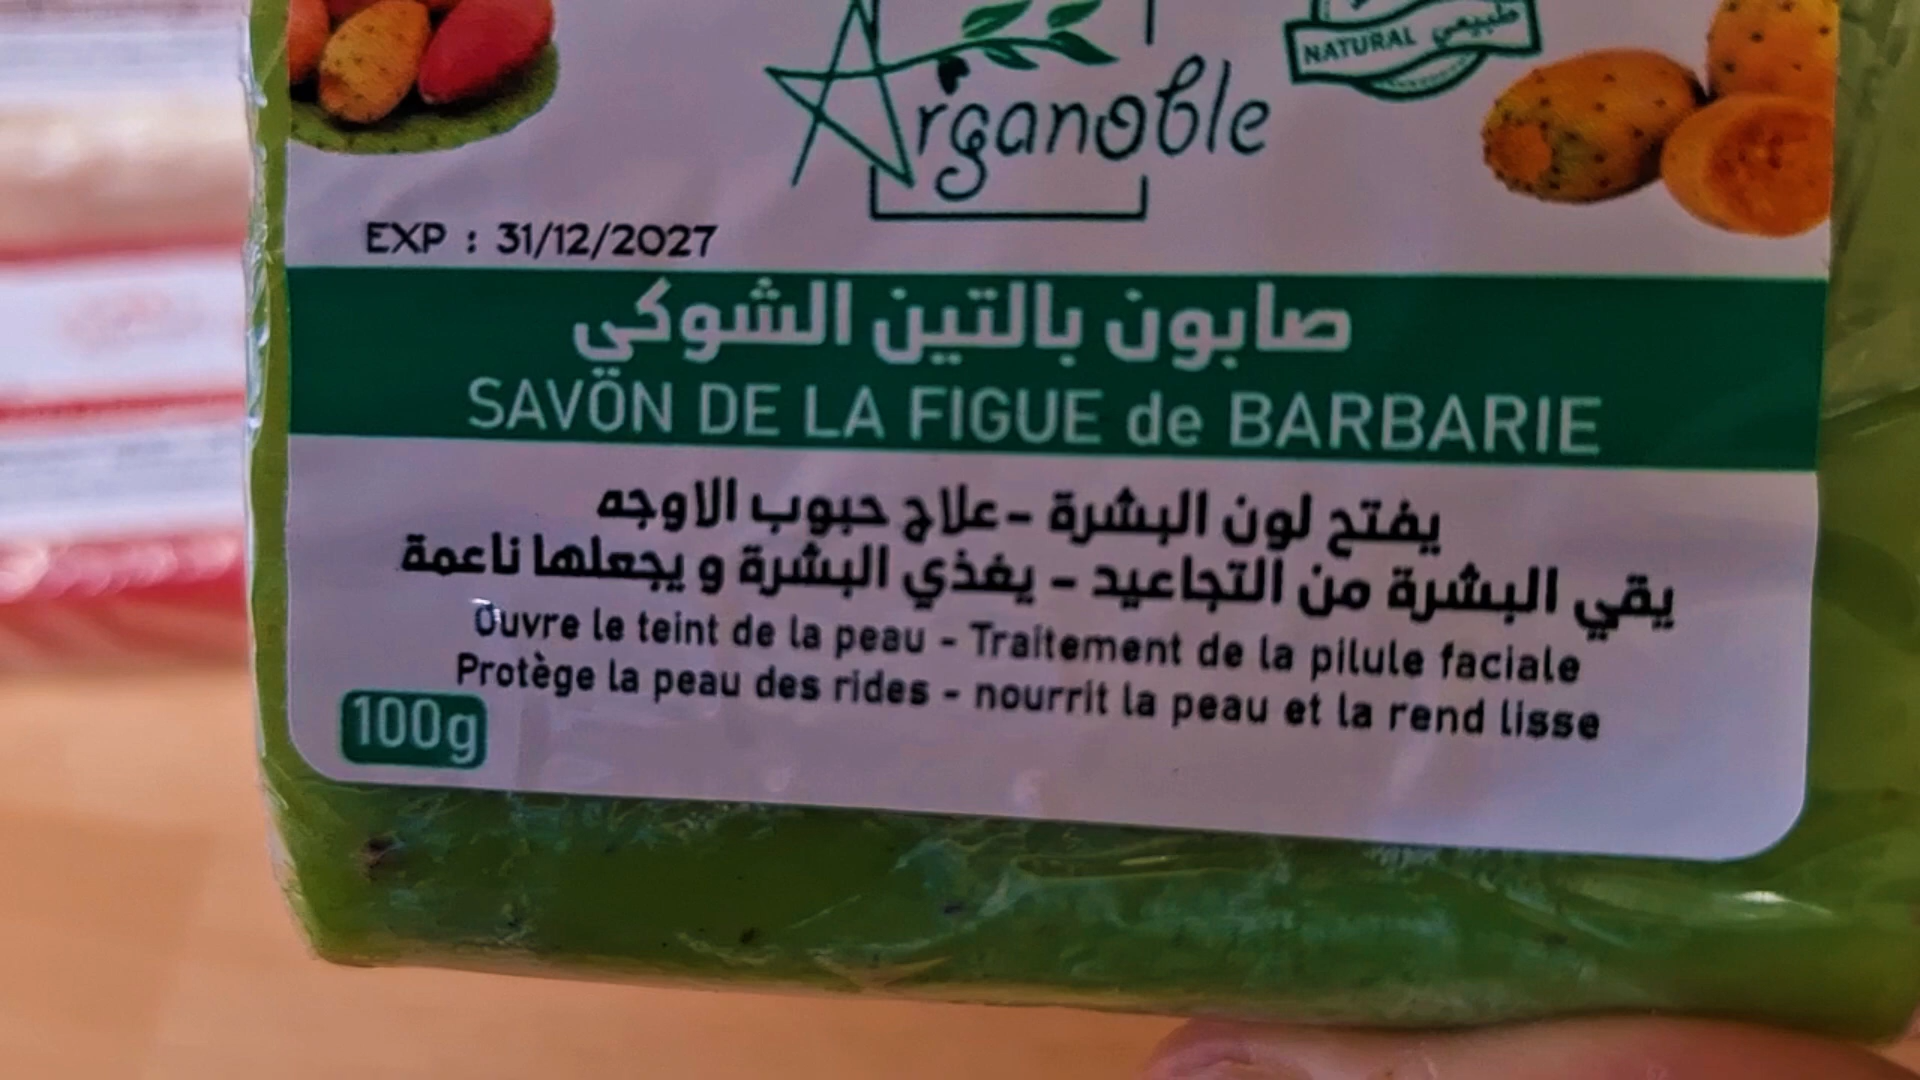 Arganoble
NATURAL طبيعي
EXP : 31/12/2027
صابون بالتين الشوكي
SAVÖN DE LA FIGUE de BARBARIE
يفتح لون البشرة -علاج حبوب الاوجه
يقي البشرة من التجاعيد - يغذي البشرة و يجعلها ناعمة
Ouvre le teint de la peau - Traitement de la pilule faciale
Protège la peau des rides - nourrit la peau et la rend lisse
100g